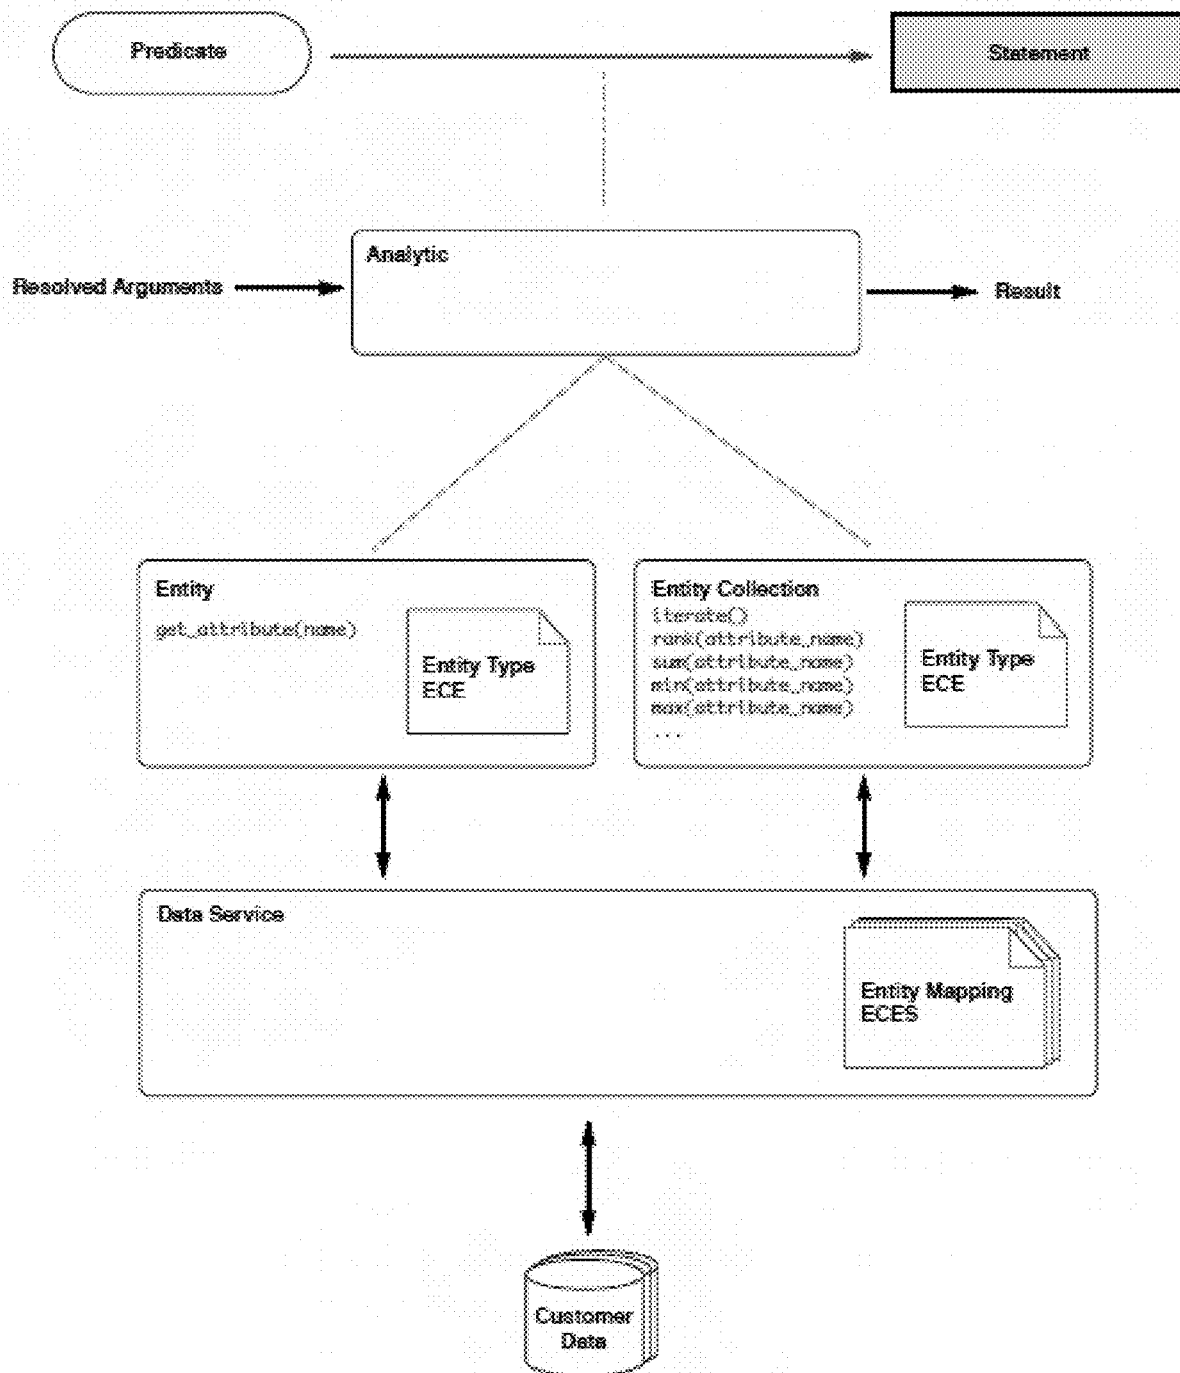 Predicate
Statement
Analytic
Resolved Arguments
Result
Entity
get_attribute(name)
Entity Type
ECE
Entity Collection
iterate()
rank(attribute_name)
sum(attribute_name)
min(attribute_name)
max(attribute_name)
...
Entity Type
ECE
Data Service
Entity Mapping
ECES
Customer
Data